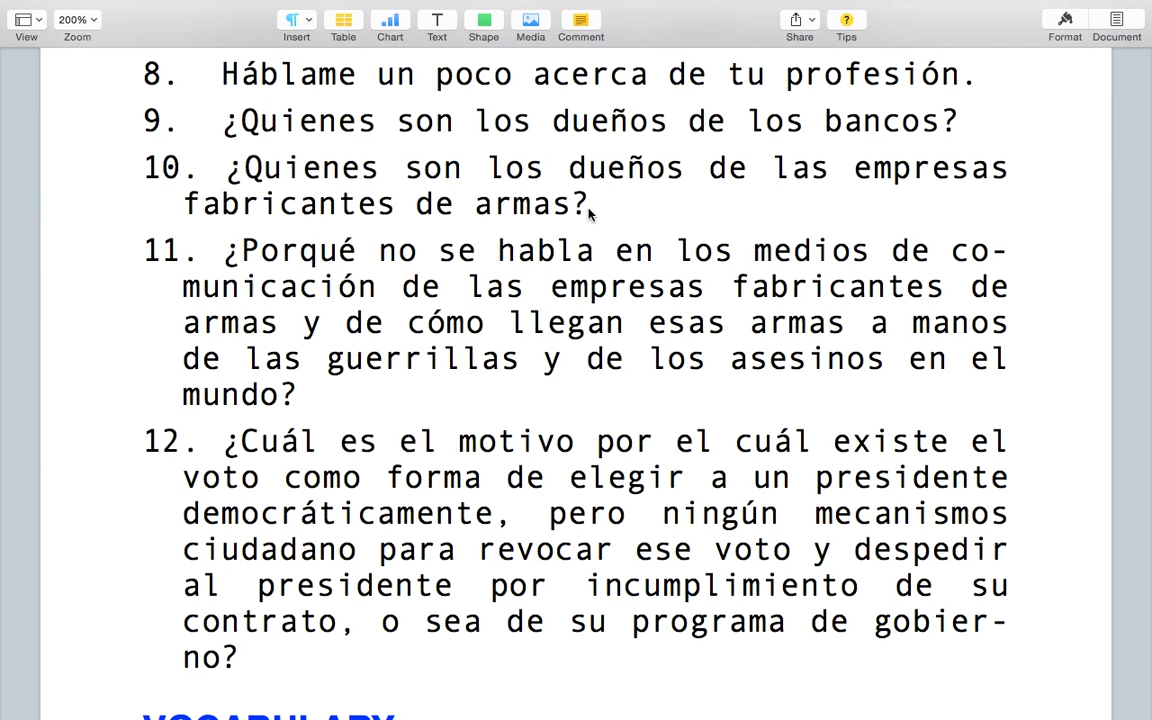 200%
View
Zoom
Insert
Table
Chart
Text
Shape
Media
Comment
Share
Tips
Format
Document
8. Háblame un poco acerca de tu profesión.
9. ¿Quienes son los dueños de los bancos?
10. ¿Quienes son los dueños de las empresas
fabricantes de armas?
11. ¿Porqué no se habla en los medios de co-
municación de las empresas fabricantes de
armas y de cómo llegan esas armas a manos
de las guerrillas y de los asesinos en el
mundo?
12. ¿Cuál es el motivo por el cuál existe el
voto como forma de elegir a un presidente
democráticamente, pero ningún mecanismos
ciudadano para revocar ese voto y despedir
al presidente por incumplimiento de su
contrato, o sea de su programa de gobier-
no?
VOCABULARY